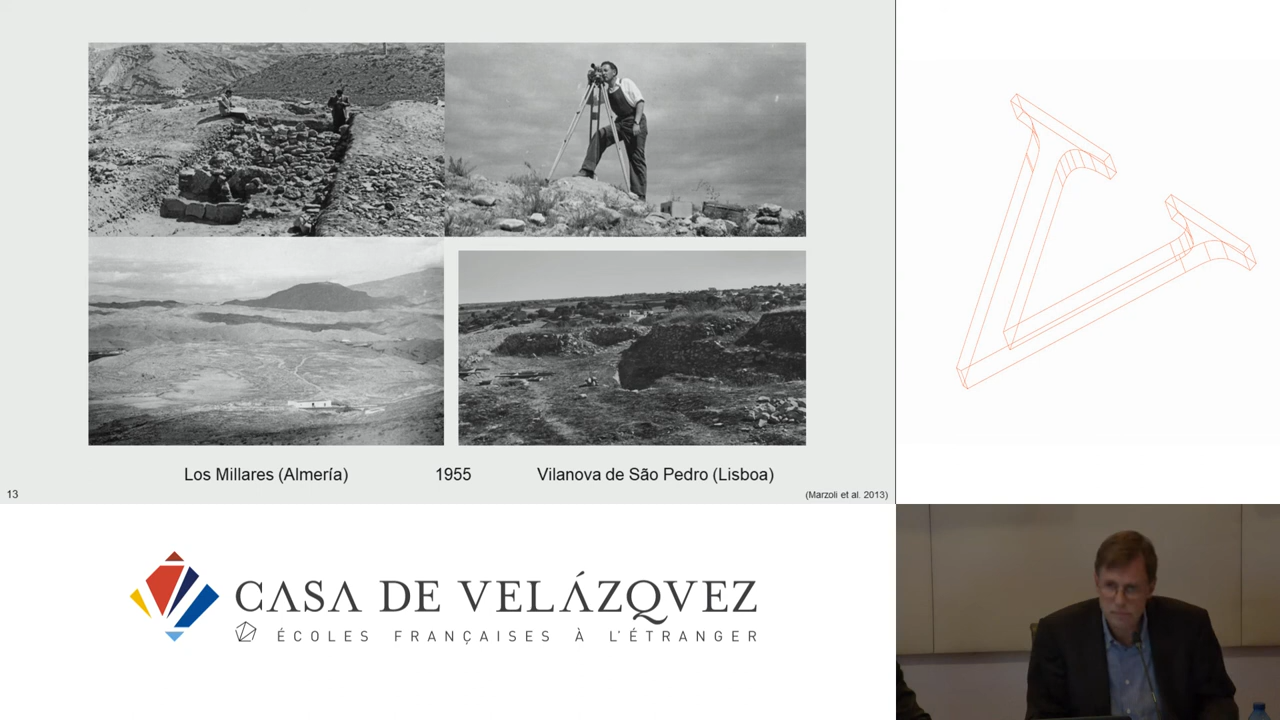 Los Millares (Almería)
1955
Vilanova de São Pedro (Lisboa)
13
(Marzoli et al. 2013)
CASA DE VELÁZQVEZ
ÉCOLES FRANÇAISES À L'ÉTRANGER